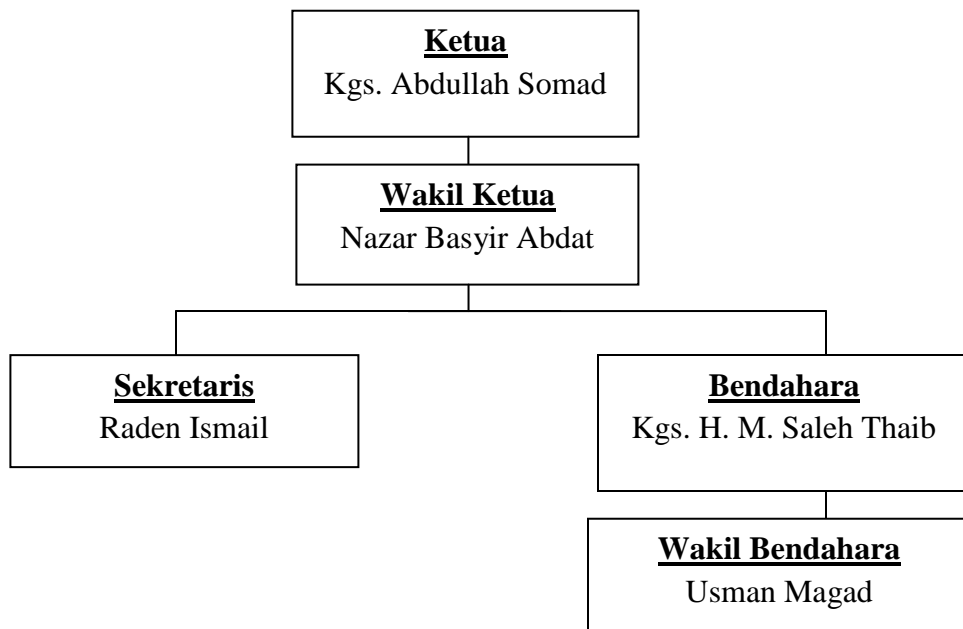 Ketua
Kgs. Abdullah Somad
Wakil Ketua
Nazar Basyir Abdat
Sekretaris
Raden Ismail
Bendahara
Kgs. H. M. Saleh Thaib
Wakil Bendahara
Usman Magad